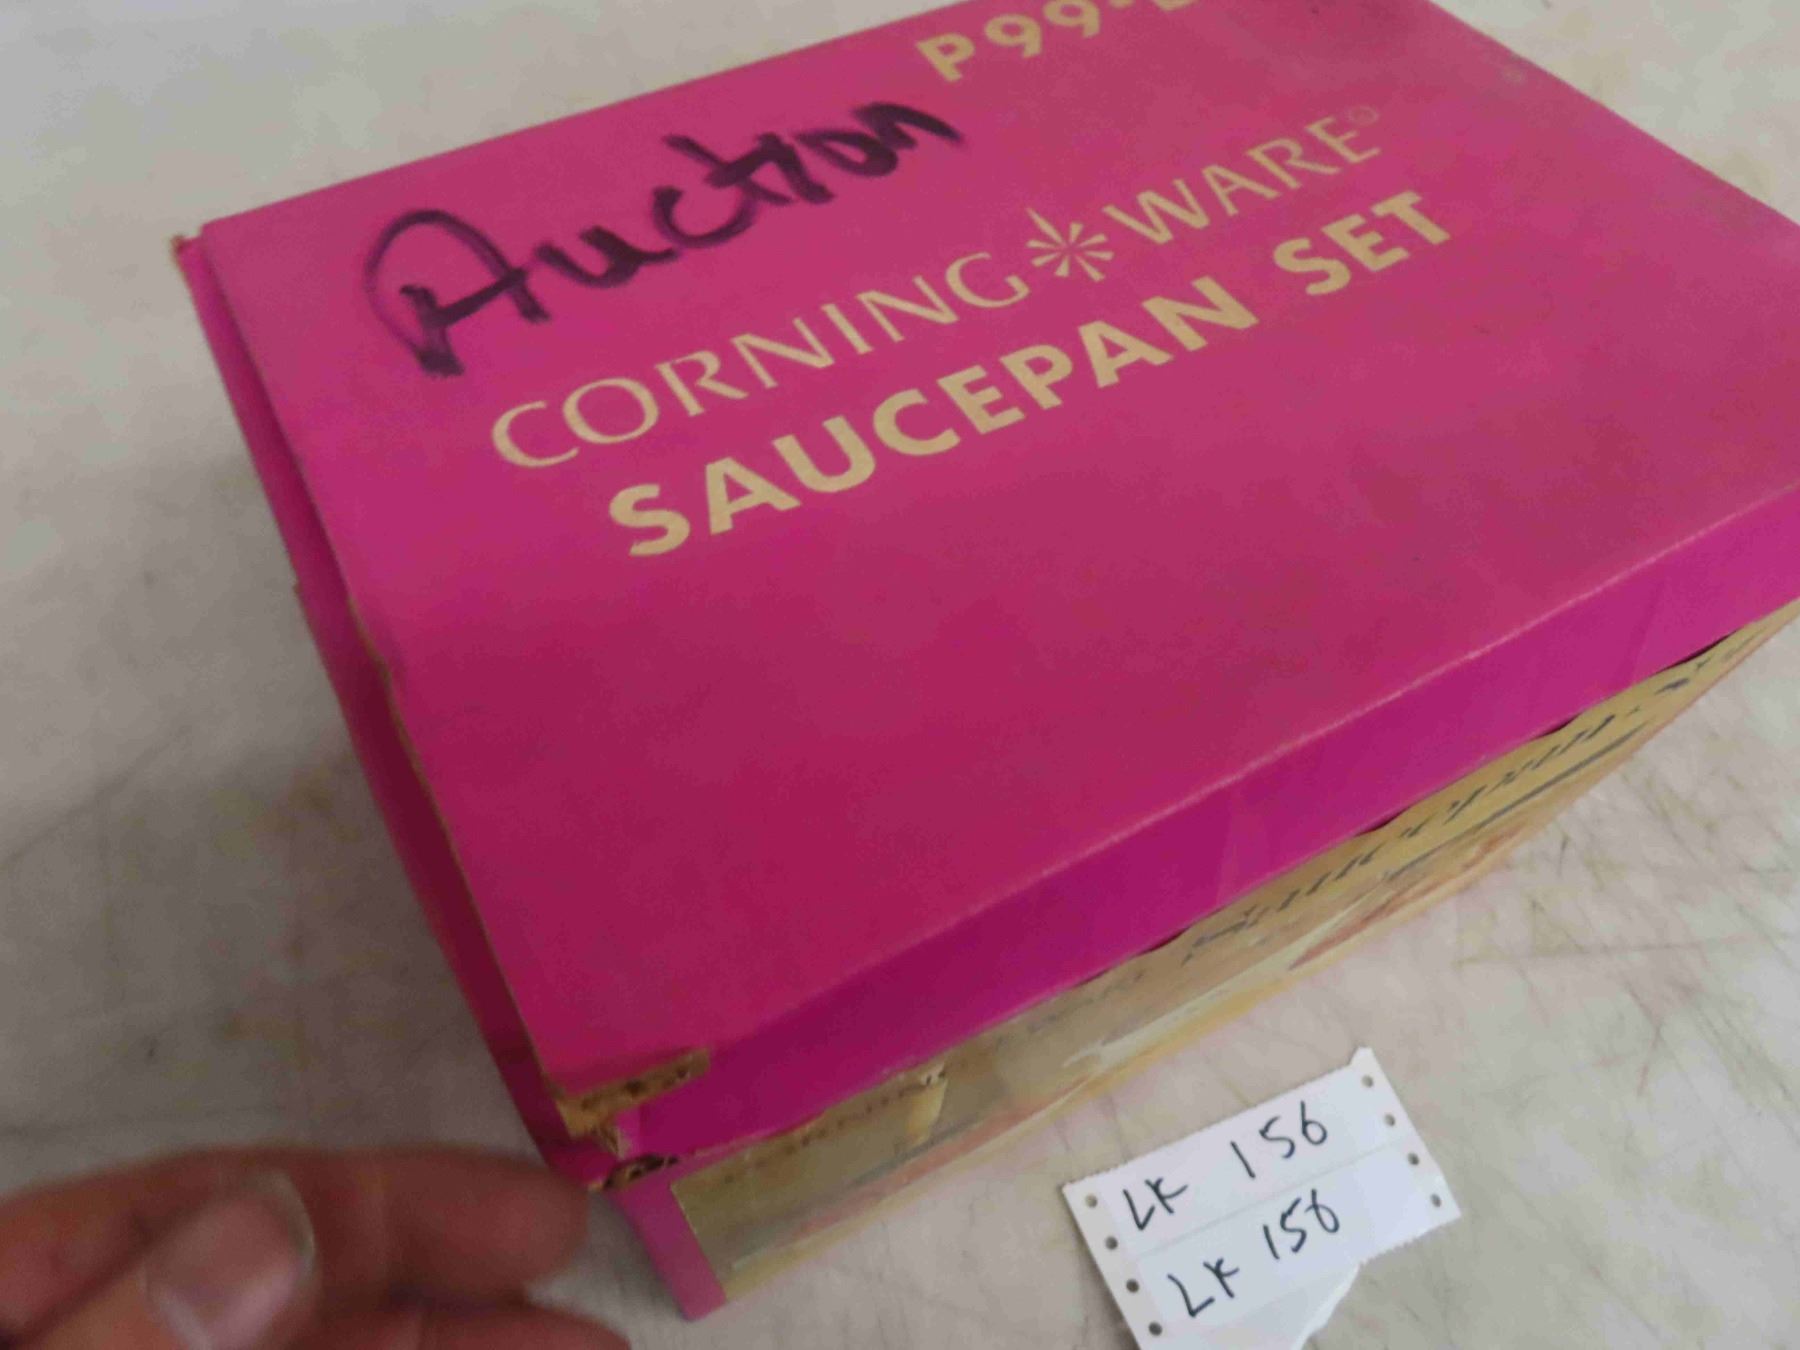 P99-
Auction
CORNING WARE®
SAUCEPAN SET
LK 156
LK 156